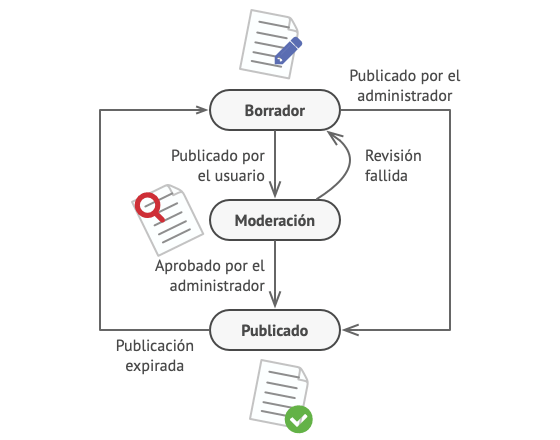 Publicado por el
administrador
Borrador
Publicado por
el usuario
Revisión
fallida
Moderación
Aprobado por el
administrador
Publicado
Publicación
expirada